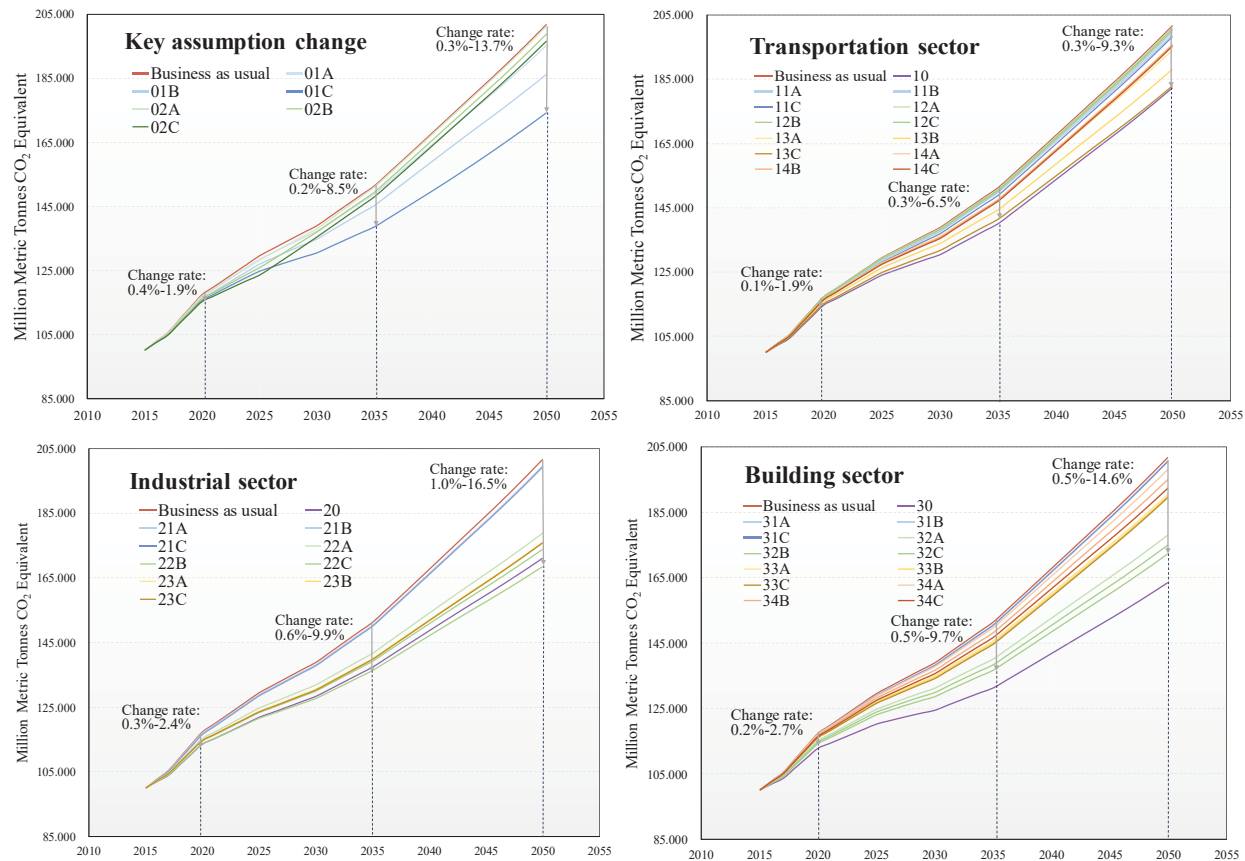 Key assumption change
Business as usual 01A
01B 01C
02A 02B
02C
Change rate:
0.3%-13.7%
Change rate:
0.2%-8.5%
Change rate:
0.4%-1.9%
Million Metric Tonnes CO2 Equivalent
205.000
185.000
165.000
145.000
125.000
105.000
85.000
2010 2015 2020 2025 2030 2035 2040 2045 2050 2055
Transportation sector
Business as usual 10
11A 11B
11C 12A
12B 12C
13A 13B
13C 14A
14B 14C
Change rate:
0.3%-9.3%
Change rate:
0.3%-6.5%
Change rate:
0.1%-1.9%
Million Metric Tonnes CO2 Equivalent
205.000
185.000
165.000
145.000
125.000
105.000
85.000
2010 2015 2020 2025 2030 2035 2040 2045 2050 2055
Industrial sector
Business as usual 20
21A 21B
21C 22A
22B 22C
23A 23B
23C
Change rate:
1.0%-16.5%
Change rate:
0.6%-9.9%
Change rate:
0.3%-2.4%
Million Metric Tonnes CO2 Equivalent
205.000
185.000
165.000
145.000
125.000
105.000
85.000
2010 2015 2020 2025 2030 2035 2040 2045 2050 2055
Building sector
Business as usual 30
31A 31B
31C 32A
32B 32C
33A 33B
33C 34A
34B 34C
Change rate:
0.5%-14.6%
Change rate:
0.5%-9.7%
Change rate:
0.2%-2.7%
Million Metric Tonnes CO2 Equivalent
205.000
185.000
165.000
145.000
125.000
105.000
85.000
2010 2015 2020 2025 2030 2035 2040 2045 2050 2055